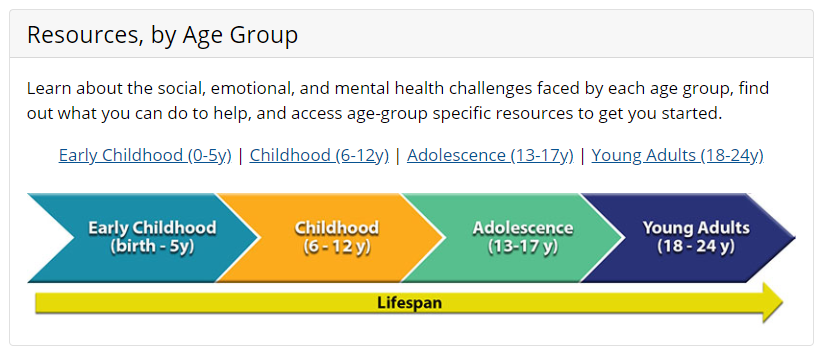 Resources, by Age Group
Learn about the social, emotional, and mental health challenges faced by each age group, find
out what you can do to help, and access age-group specific resources to get you started.
Early Childhood (0-5y) | Childhood (6-12y) | Adolescence (13-17y) | Young Adults (18-24y)
Early Childhood
(birth - 5y)
Childhood
(6 - 12 y)
Adolescence
(13-17 y)
Young Adults
(18 - 24 y)
Lifespan